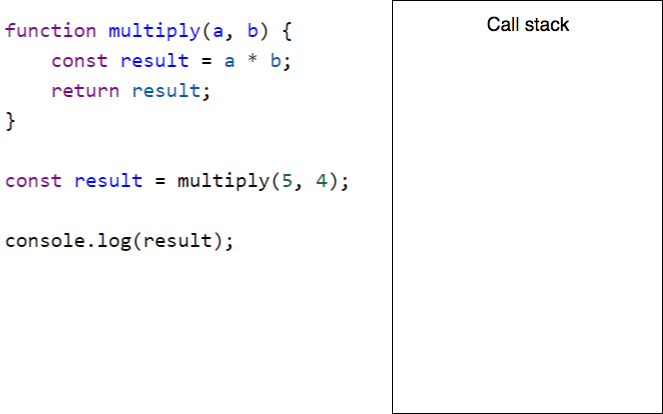 function multiply(a, b) {
    const result = a * b;
    return result;
}
const result = multiply(5, 4);
console.log(result);
Call stack